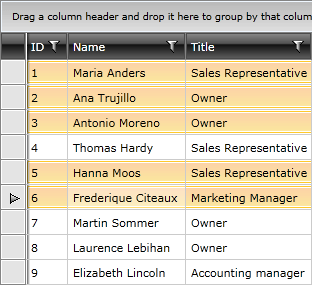 Drag a column header and drop it here to group by that colum
ID Name Title
1 Maria Anders Sales Representative
2 Ana Trujillo Owner
3 Antonio Moreno Owner
4 Thomas Hardy Sales Representative
5 Hanna Moos Sales Representative
6 Frederique Citeaux Marketing Manager
7 Martin Sommer Owner
8 Laurence Lebihan Owner
9 Elizabeth Lincoln Accounting manager